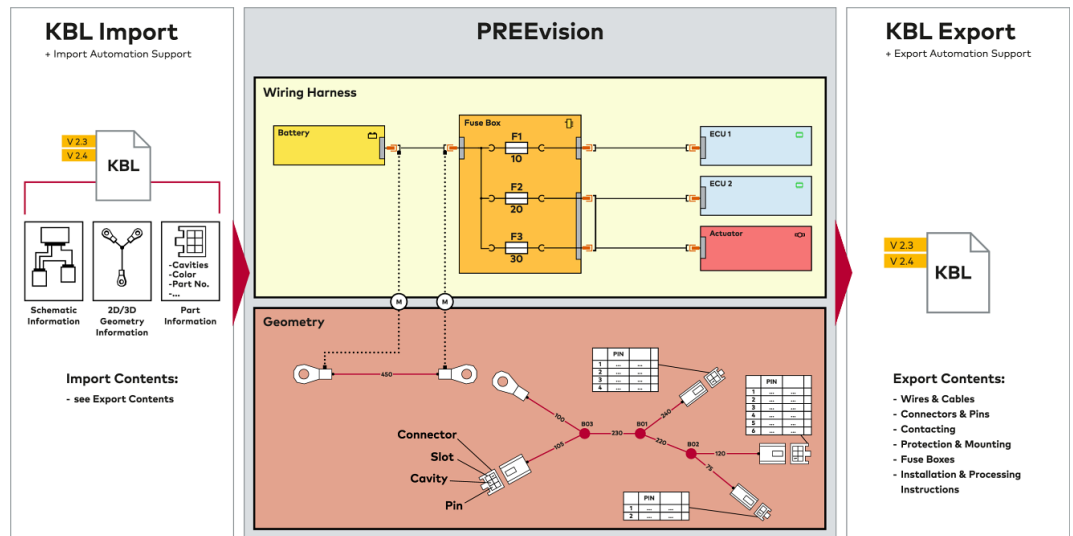 KBL Import
+ Import Automation Support
V 2.3
V 2.4
KBL
-Cavities
-Color
-Part No.
-...
Schematic
Information
2D/3D
Geometry
Information
Part
Information
Import Contents:
- see Export Contents
PREEvision
Wiring Harness
Battery
Fuse Box
F1
10
F2
20
F3
30
ECU 1
ECU 2
Actuator
M
M
Geometry
450
100
105
B03
230
B01
240
220
B02
120
75
PIN
1 ... ...
2 ... ...
3 ... ...
4 ... ...
PIN
1 ... ...
2 ... ...
3 ... ...
4 ... ...
5 ... ...
6 ... ...
PIN
1 ... ...
2 ... ...
Connector
Slot
Cavity
Pin
KBL Export
+ Export Automation Support
V 2.3
V 2.4
KBL
Export Contents:
- Wires & Cables
- Connectors & Pins
- Contacting
- Protection & Mounting
- Fuse Boxes
- Installation & Processing
Instructions